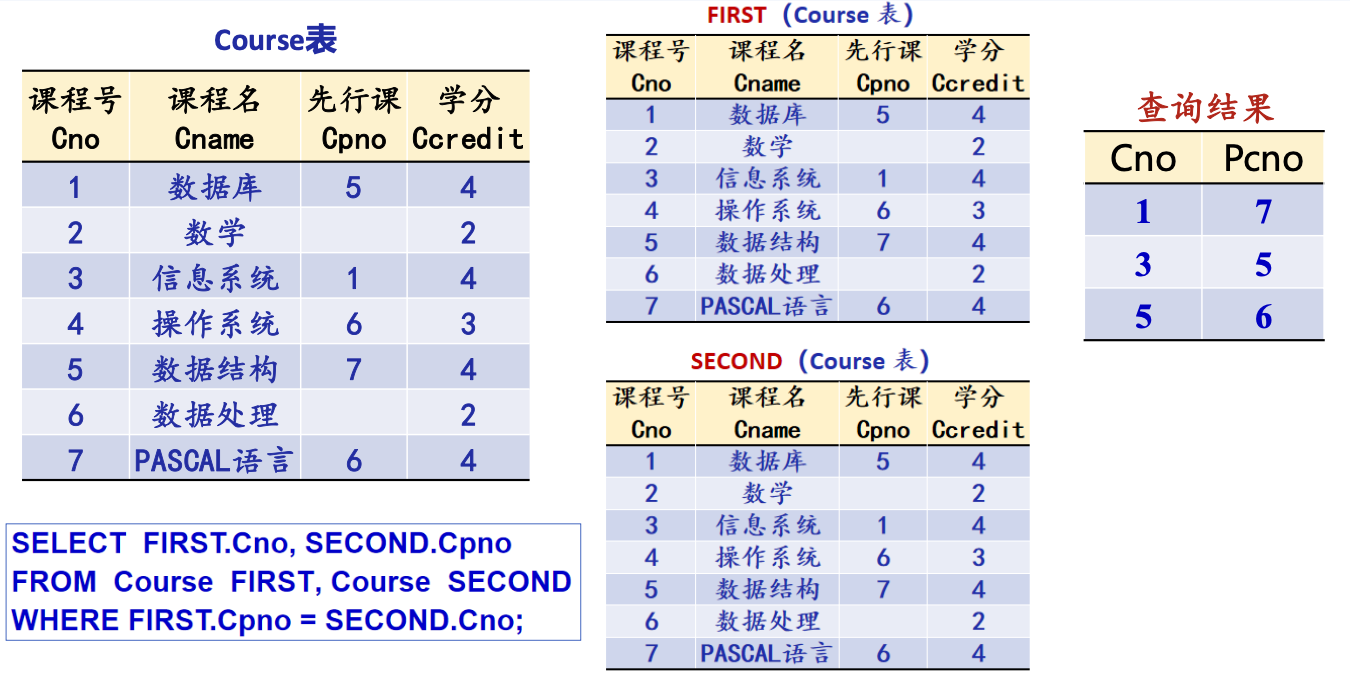 Course表
课程号 课程名 先行课 学分
Cno Cname Cpno Ccredit
1 数据库 5 4
2 数学 2
3 信息系统 1 4
4 操作系统 6 3
5 数据结构 7 4
6 数据处理 2
7 PASCAL语言 6 4
SELECT FIRST.Cno, SECOND.Cpno
FROM Course FIRST, Course SECOND
WHERE FIRST.Cpno = SECOND.Cno;
FIRST（Course 表）
课程号 课程名 先行课 学分
Cno Cname Cpno Ccredit
1 数据库 5 4
2 数学 2
3 信息系统 1 4
4 操作系统 6 3
5 数据结构 7 4
6 数据处理 2
7 PASCAL语言 6 4
SECOND（Course 表）
课程号 课程名 先行课 学分
Cno Cname Cpno Ccredit
1 数据库 5 4
2 数学 2
3 信息系统 1 4
4 操作系统 6 3
5 数据结构 7 4
6 数据处理 2
7 PASCAL语言 6 4
查询结果
Cno Pcno
1 7
3 5
5 6